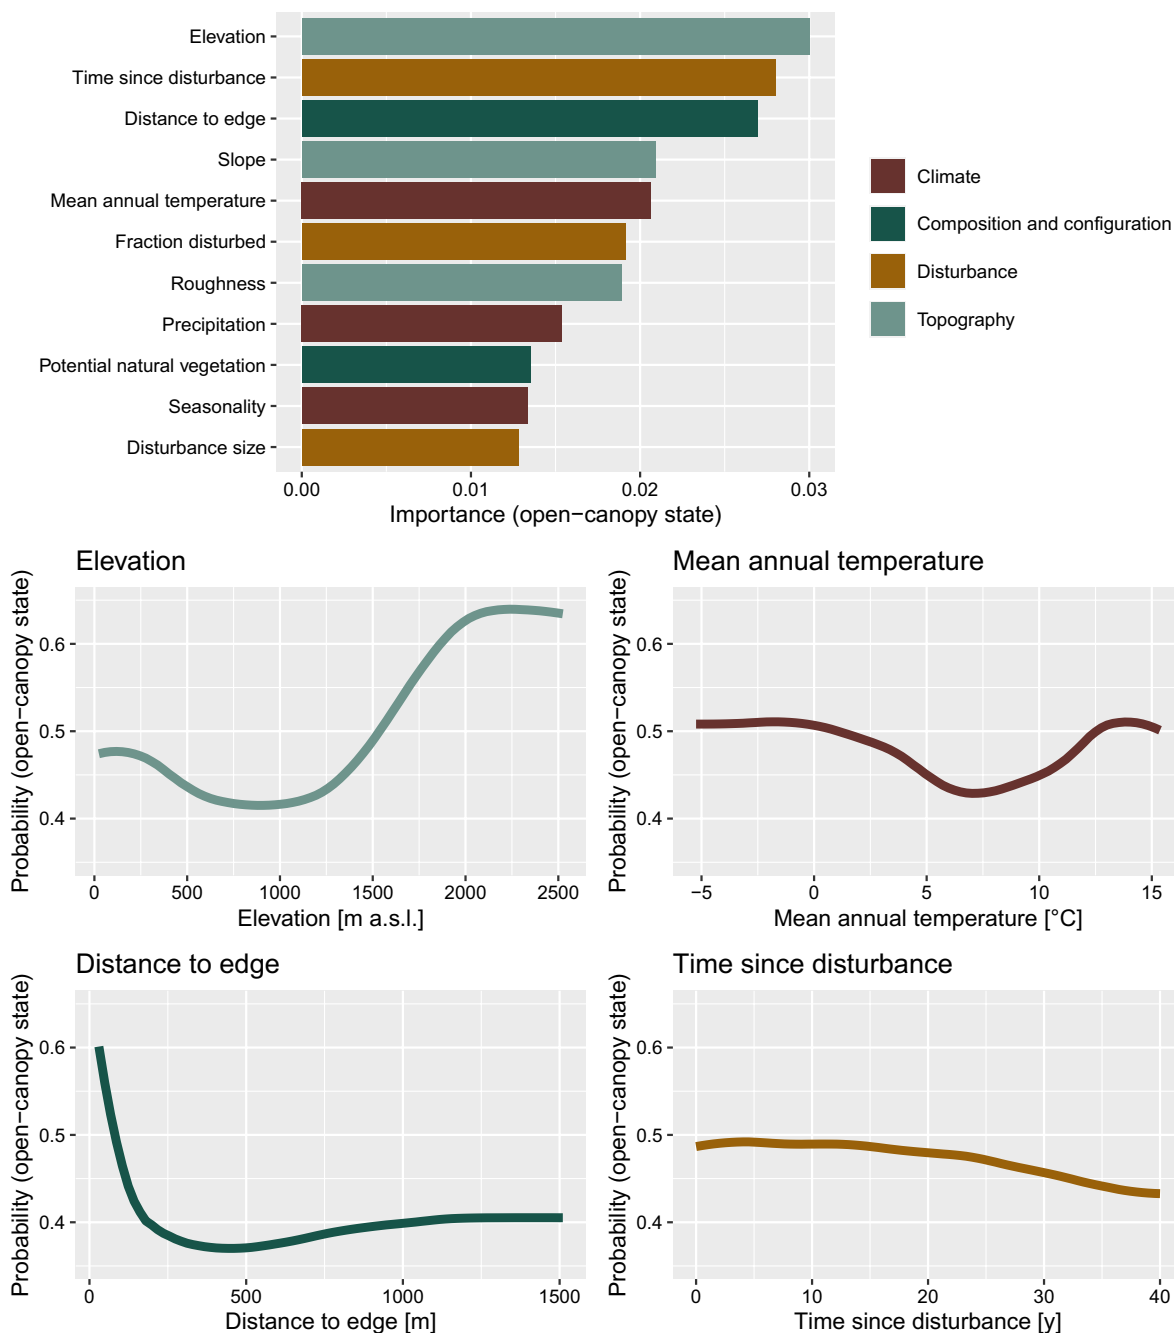 Elevation
Time since disturbance
Distance to edge
Slope
Mean annual temperature
Fraction disturbed
Roughness
Precipitation
Potential natural vegetation
Seasonality
Disturbance size
0.00 0.01 0.02 0.03
Importance (open−canopy state)
Climate
Composition and configuration
Disturbance
Topography
Elevation
Probability (open−canopy state)
0.6
0.5
0.4
0 500 1000 1500 2000 2500
Elevation [m a.s.l.]
Mean annual temperature
Probability (open−canopy state)
0.6
0.5
0.4
−5 0 5 10 15
Mean annual temperature [°C]
Distance to edge
Probability (open−canopy state)
0.6
0.5
0.4
0 500 1000 1500
Distance to edge [m]
Time since disturbance
Probability (open−canopy state)
0.6
0.5
0.4
0 10 20 30 40
Time since disturbance [y]